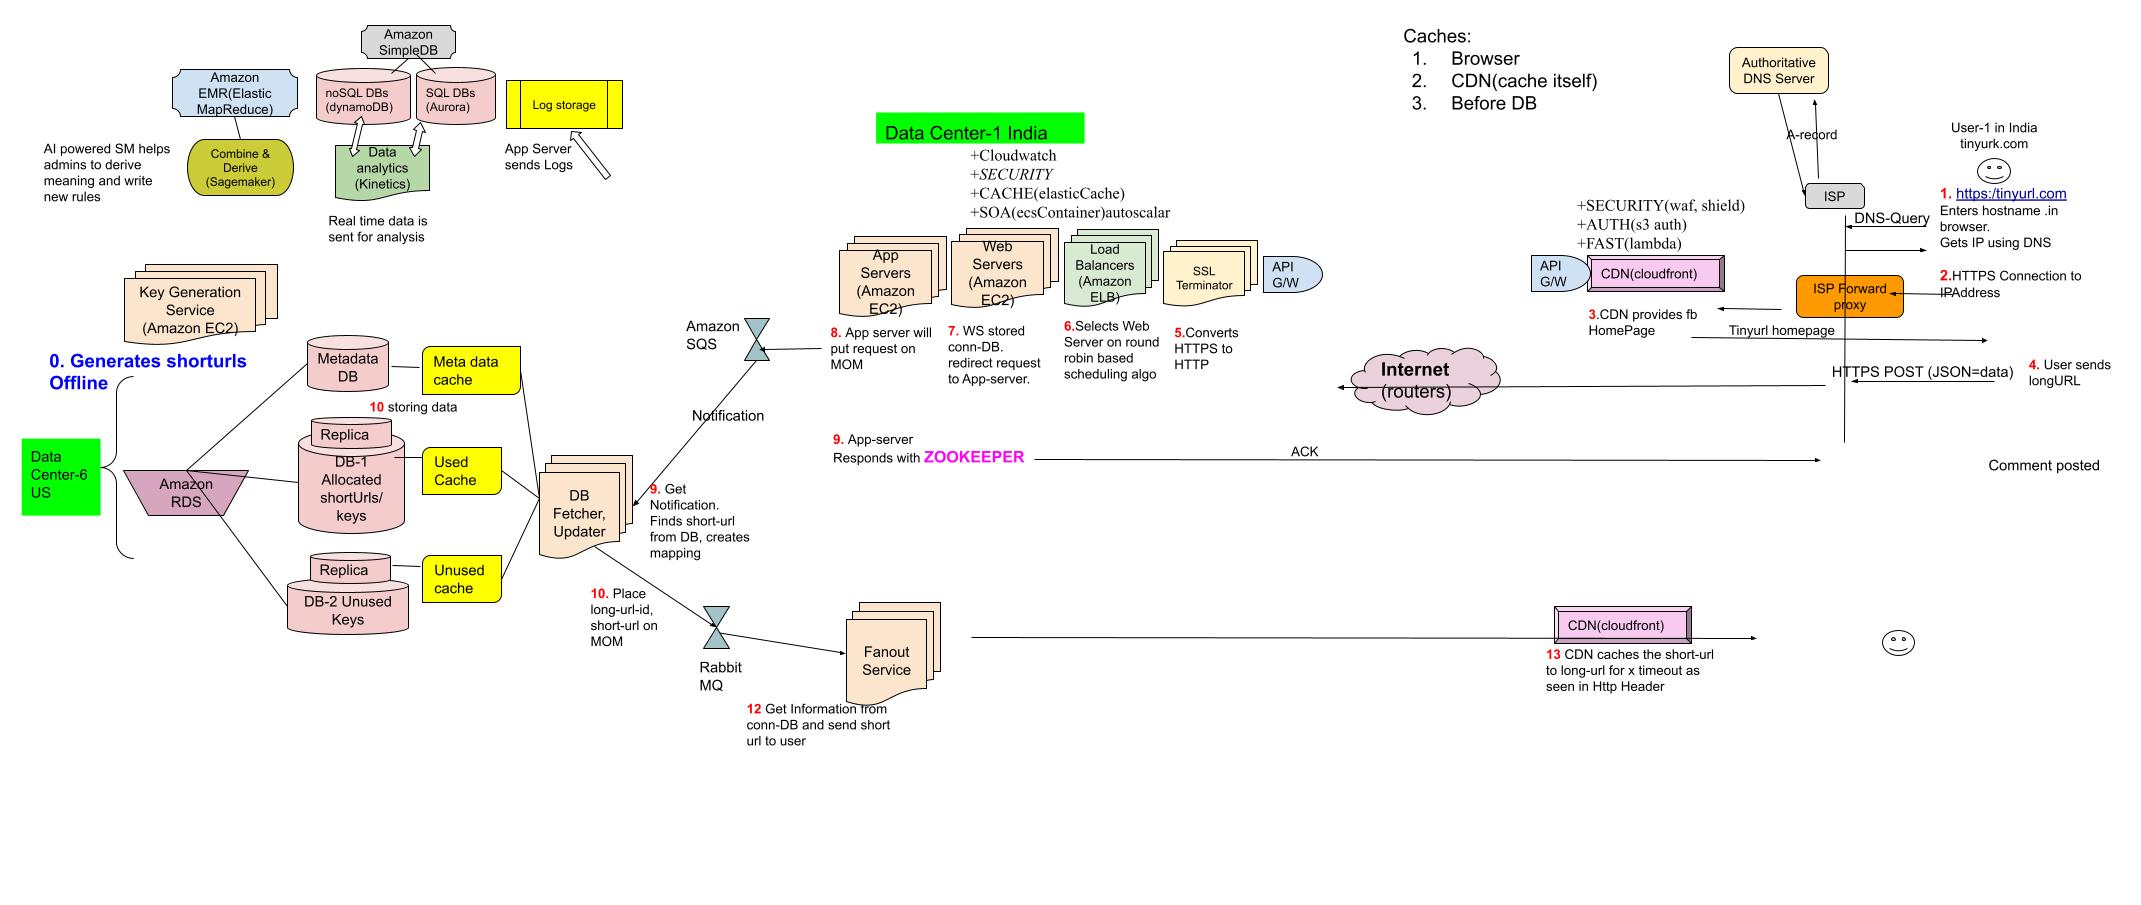 Amazon
SimpleDB
Amazon
EMR(Elastic
MapReduce)
noSQL DBs
(dynamoDB)
SQL DBs
(Aurora)
Log storage
AI powered SM helps
admins to derive
meaning and write
new rules
Combine &
Derive
(Sagemaker)
Data
analytics
(Kinetics)
App Server
sends Logs
Real time data is
sent for analysis
Caches:
1. Browser
2. CDN(cache itself)
3. Before DB
Authoritative
DNS Server
A-record
User-1 in India
tinyurk.com
ISP
1. https:/tinyurl.com
Enters hostname .in
browser.
Gets IP using DNS
DNS-Query
2.HTTPS Connection to
IPAddress
ISP Forward
proxy
Data Center-1 India
+Cloudwatch
+SECURITY
+CACHE(elasticCache)
+SOA(ecsContainer)autoscalar
+SECURITY(waf, shield)
+AUTH(s3 auth)
+FAST(lambda)
App
Servers
(Amazon
EC2)
Web
Servers
(Amazon
EC2)
Load
Balancers
(Amazon
ELB)
SSL
Terminator
API
G/W
API
G/W
CDN(cloudfront)
3.CDN provides fb
HomePage
Tinyurl homepage
Key Generation
Service
(Amazon EC2)
0. Generates shorturls
Offline
Amazon
SQS
8. App server will
put request on
MOM
7. WS stored
conn-DB.
redirect request
to App-server.
6.Selects Web
Server on round
robin based
scheduling algo
5.Converts
HTTPS to
HTTP
Internet
(routers)
HTTPS POST (JSON=data)
4. User sends
longURL
Metadata
DB
Meta data
cache
10 storing data
Notification
Replica
DB-1
Allocated
shortUrls/
keys
Used
Cache
Data
Center-6
US
Amazon
RDS
9. App-server
Responds with ZOOKEEPER
ACK
Comment posted
DB
Fetcher,
Updater
9. Get
Notification.
Finds short-url
from DB, creates
mapping
Replica
DB-2 Unused
Keys
Unused
cache
10. Place
long-url-id,
short-url on
MOM
Rabbit
MQ
Fanout
Service
12 Get Information from
conn-DB and send short
url to user
CDN(cloudfront)
13 CDN caches the short-url
to long-url for x timeout as
seen in Http Header